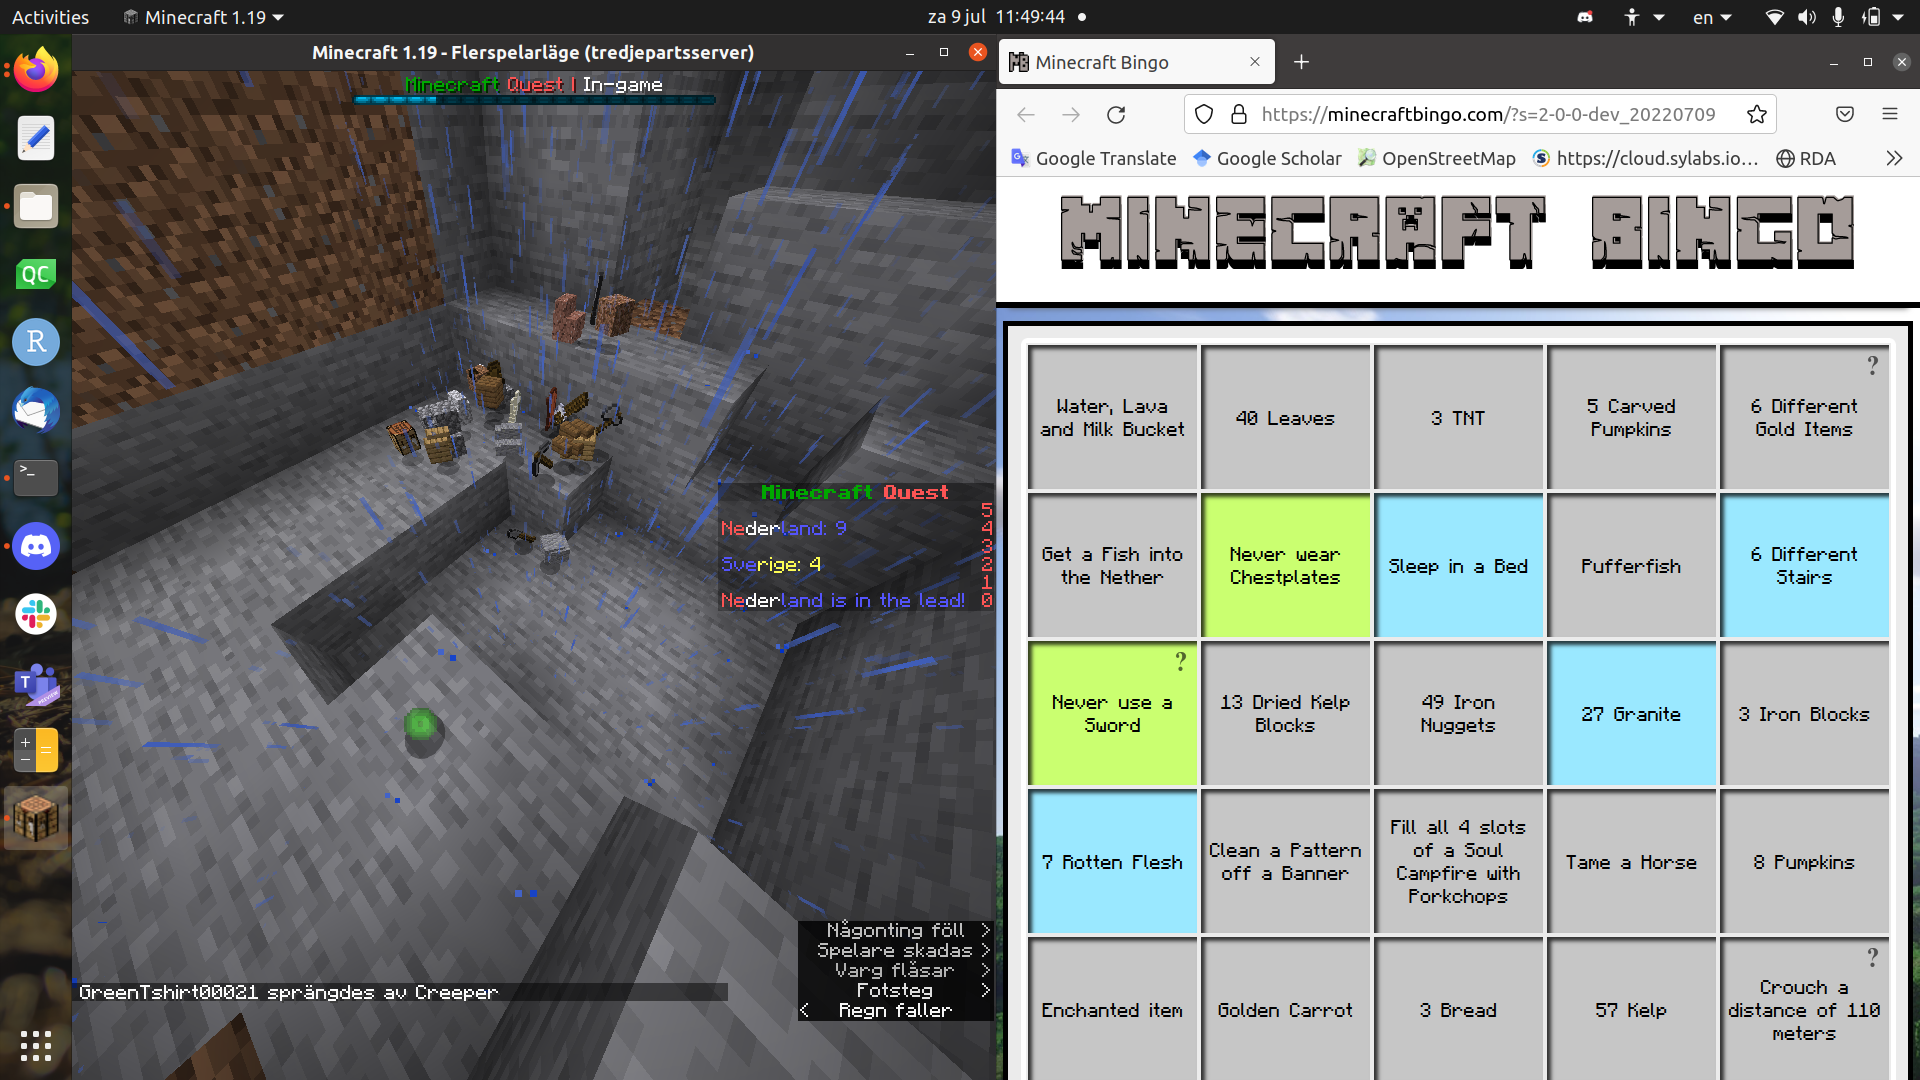 Activities
Minecraft 1.19
za 9 jul 11:49:44
en
Minecraft 1.19 - Flerspelarläge (tredjepartsserver)
Minecraft Quest | In-game
QC
R
>_
T
PREVIEW
Minecraft Quest
5
Nederland: 9 4
3
Sverige: 4 2
1
Nederland is in the lead! 0
Någonting föll >
Spelare skadas >
Varg flåsar >
Fotsteg >
< Regn faller
GreenTshirt00021 sprängdes av Creeper
Minecraft Bingo
https://minecraftbingo.com/?s=2-0-0-dev_20220709
Google Translate
Google Scholar
OpenStreetMap
https://cloud.sylabs.io...
RDA
MINECRAFT BINGO
Water, Lava
and Milk Bucket
40 Leaves
3 TNT
5 Carved
Pumpkins
?
6 Different
Gold Items
Get a Fish into
the Nether
Never wear
Chestplates
Sleep in a Bed
Pufferfish
6 Different
Stairs
?
Never use a
Sword
13 Dried Kelp
Blocks
49 Iron
Nuggets
27 Granite
3 Iron Blocks
7 Rotten Flesh
Clean a Pattern
off a Banner
Fill all 4 slots
of a Soul
Campfire with
Porkchops
Tame a Horse
8 Pumpkins
Enchanted item
Golden Carrot
3 Bread
57 Kelp
?
Crouch a
distance of 110
meters